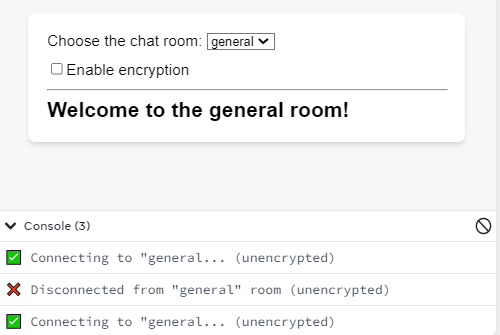 Choose the chat room: general
Enable encryption
Welcome to the general room!
Console (3)
Connecting to "general... (unencrypted)
Disconnected from "general" room (unencrypted)
Connecting to "general... (unencrypted)